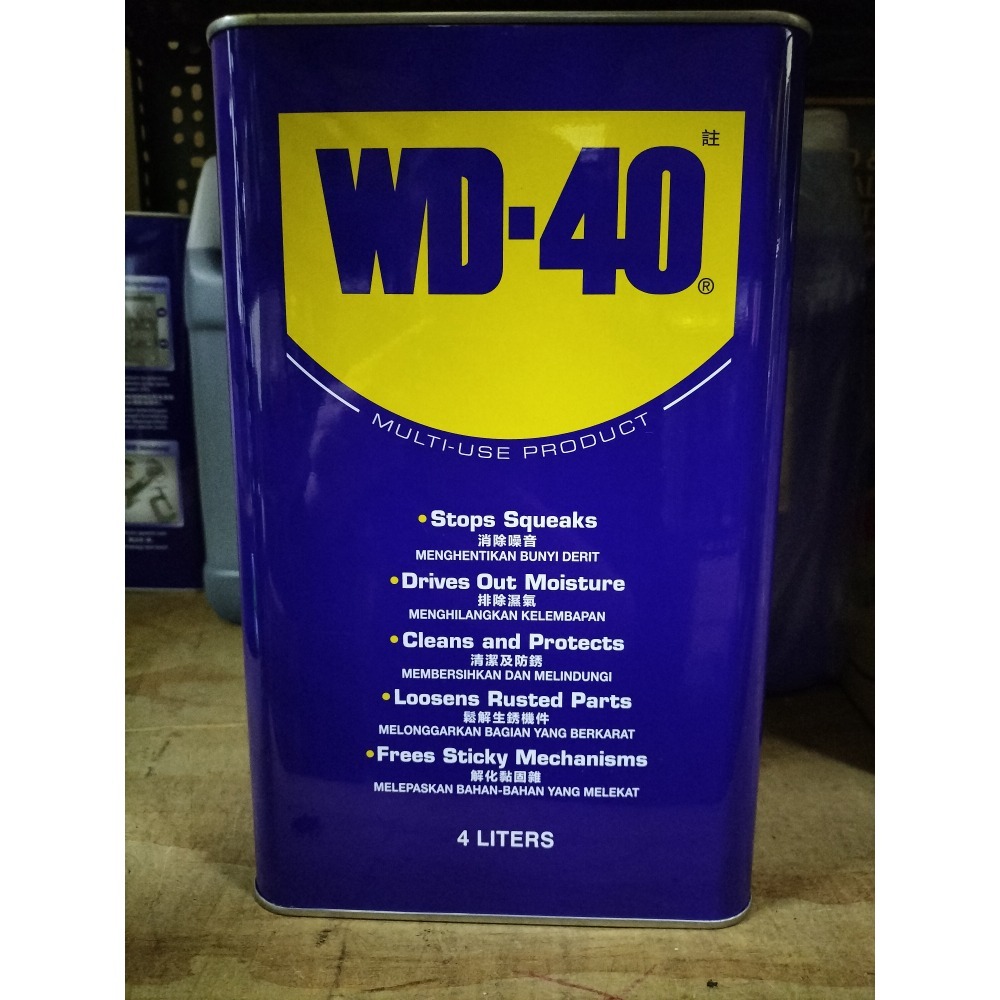 註
WD-40®
MULTI-USE PRODUCT
•Stops Squeaks
消除噪音
MENGHENTIKAN BUNYI DERIT
•Drives Out Moisture
排除濕氣
MENGHILANGKAN KELEMBAPAN
•Cleans and Protects
清潔及防銹
MEMBERSIHKAN DAN MELINDUNGI
•Loosens Rusted Parts
鬆解生銹機件
MELONGGARKAN BAGIAN YANG BERKARAT
•Frees Sticky Mechanisms
解化黏固雜
MELEPASKAN BAHAN-BAHAN YANG MELEKAT
4 LITERS